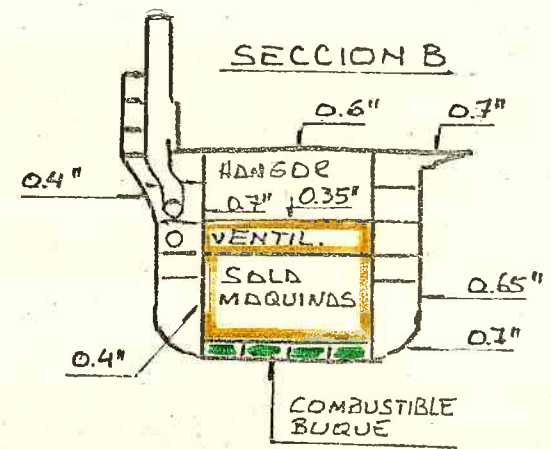 SECCION B
0.6" 0.7"
HANGAR
0.4" 0.7" 0.35"
VENTIL.
SALA
MAQUINAS
0.65"
0.4" 0.7"
COMBUSTIBLE
BUQUE